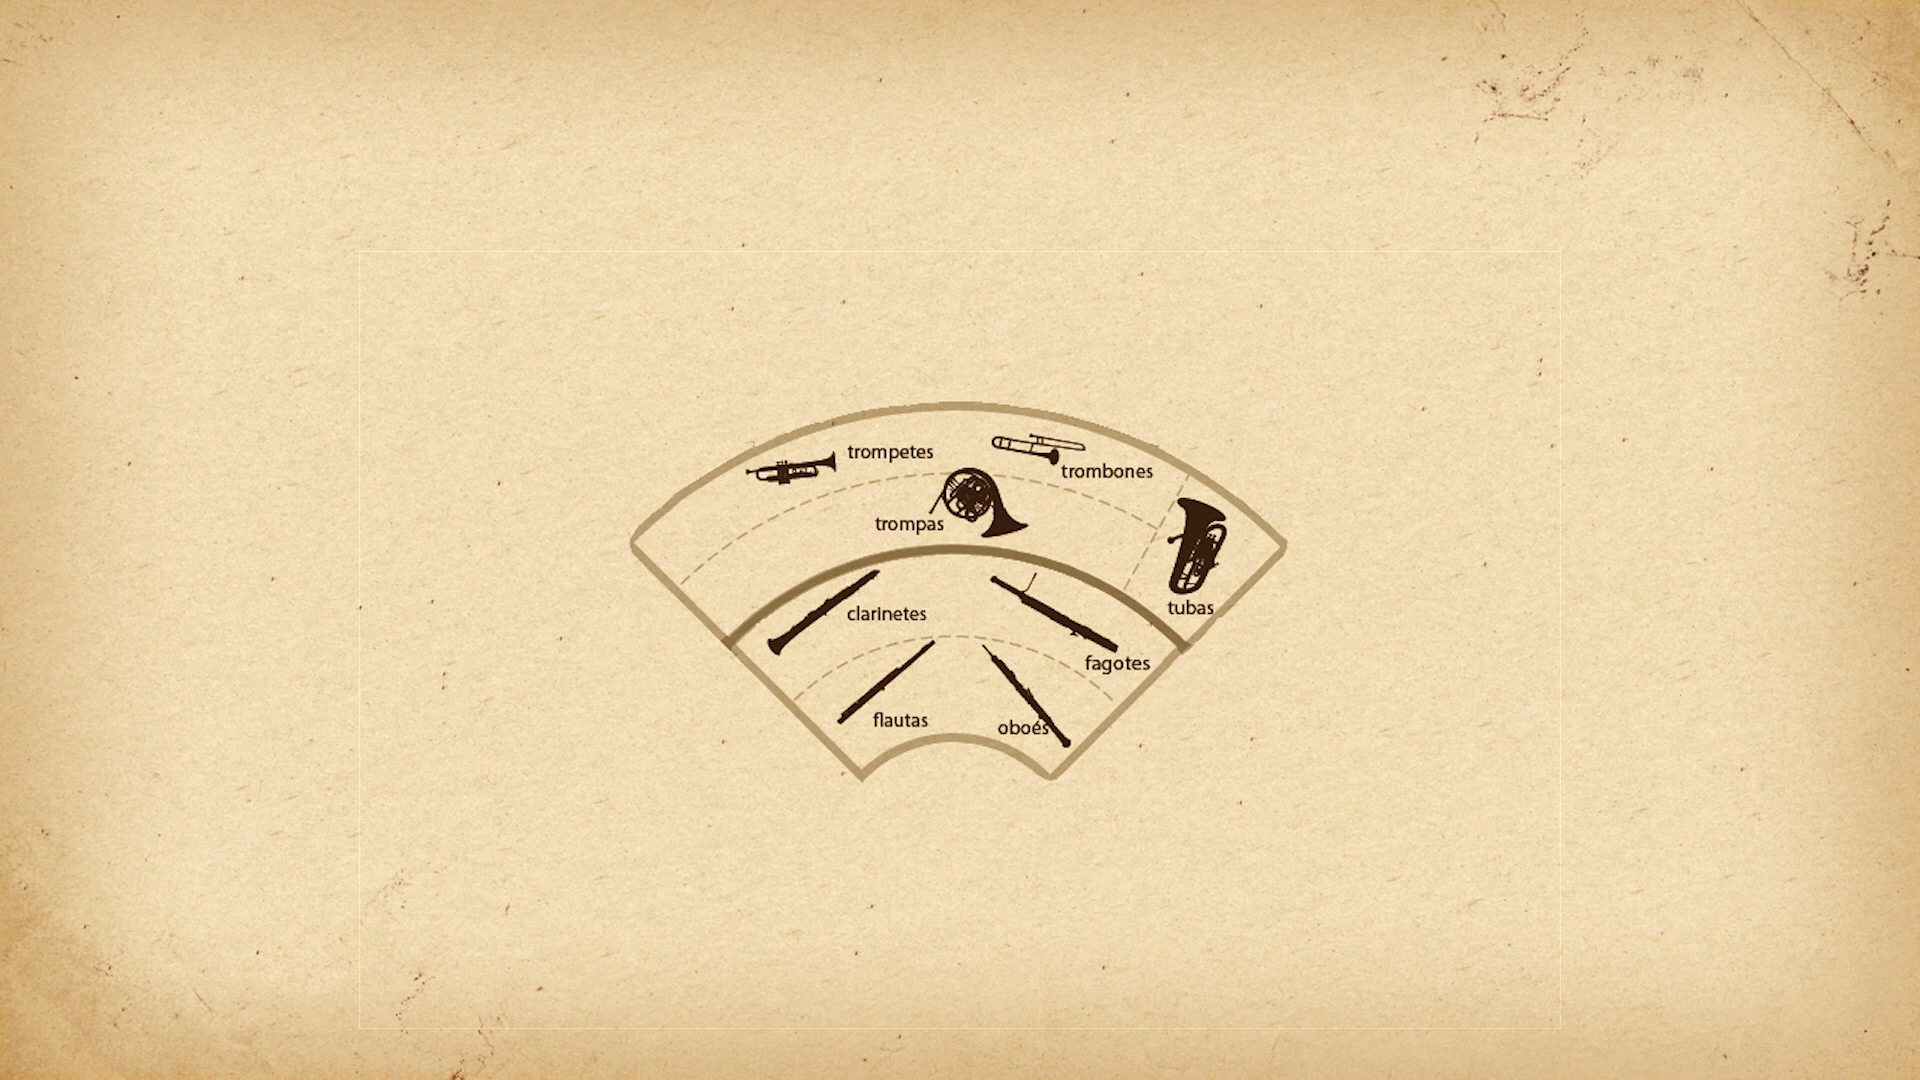 trompetes
trombones
trompas
tubas
clarinetes
fagotes
flautas
oboés